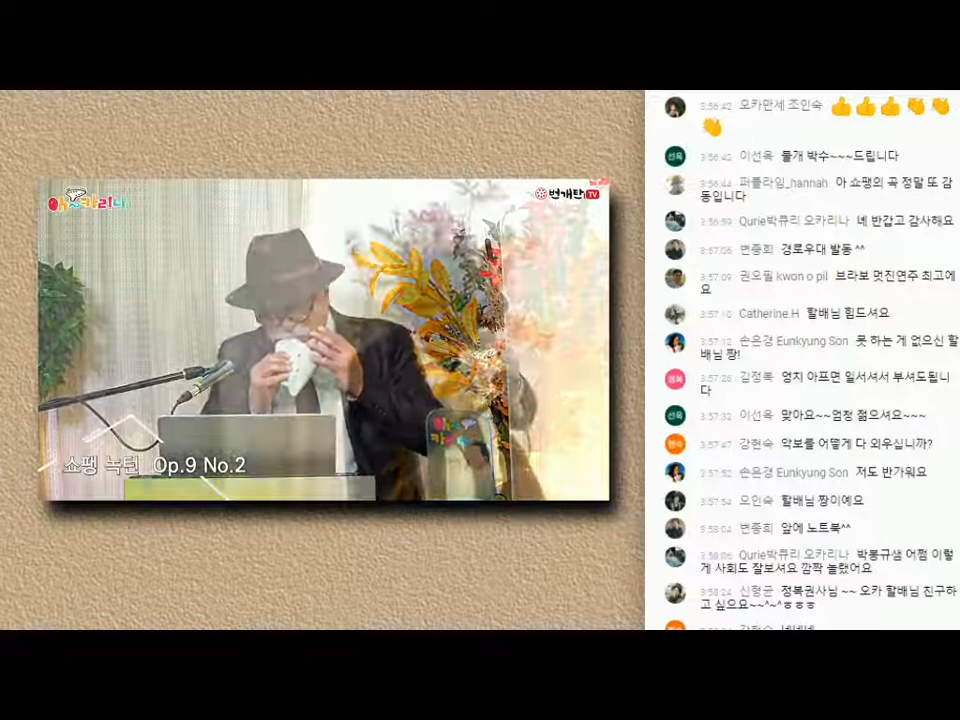 아~카리나
번개탄TV
쇼팽 녹턴 Op.9 No.2
3:56:42 오카만세 조인숙
선옥 3:56:42 이선옥 물개 박수~~~드립니다
3:56:44 퍼플라임_hannah 아 쇼팽의 곡 정말 또 감
동입니다
3:56:59 Qurie박큐리 오카리나 네 반갑고 감사해요
3:57:06 변종희 경로우대 발동 ^^
3:57:09 권오필 kwon o pil 브라보 멋진연주 최고에
요
3:57:10 Catherine.H 할배님 힘드셔요
3:57:12 손은경 Eunkyung Son 못 하는 게 없으신 할
배님 짱!
정복 3:57:28 김정복 엉치 아프면 일서셔서 부셔도됩니
다
선옥 3:57:32 이선옥 맞아요~~엄청 젊으셔요~~~
현숙 3:57:47 강현숙 악보를 어떻게 다 외우십니까?
3:57:52 손은경 Eunkyung Son 저도 반가워요
3:57:54 오인숙 할배님 짱이예요
3:58:04 변종희 앞에 노트북^^
3:58:06 Qurie박큐리 오카리나 박봉규샘 어쩜 이렇
게 사회도 잘보셔요 깜짝 놀랬어요
3:58:24 신형균 정복권사님 ~~ 오카 할배님 친구하
고 싶으요~~^~^ㅎㅎㅎㅎ